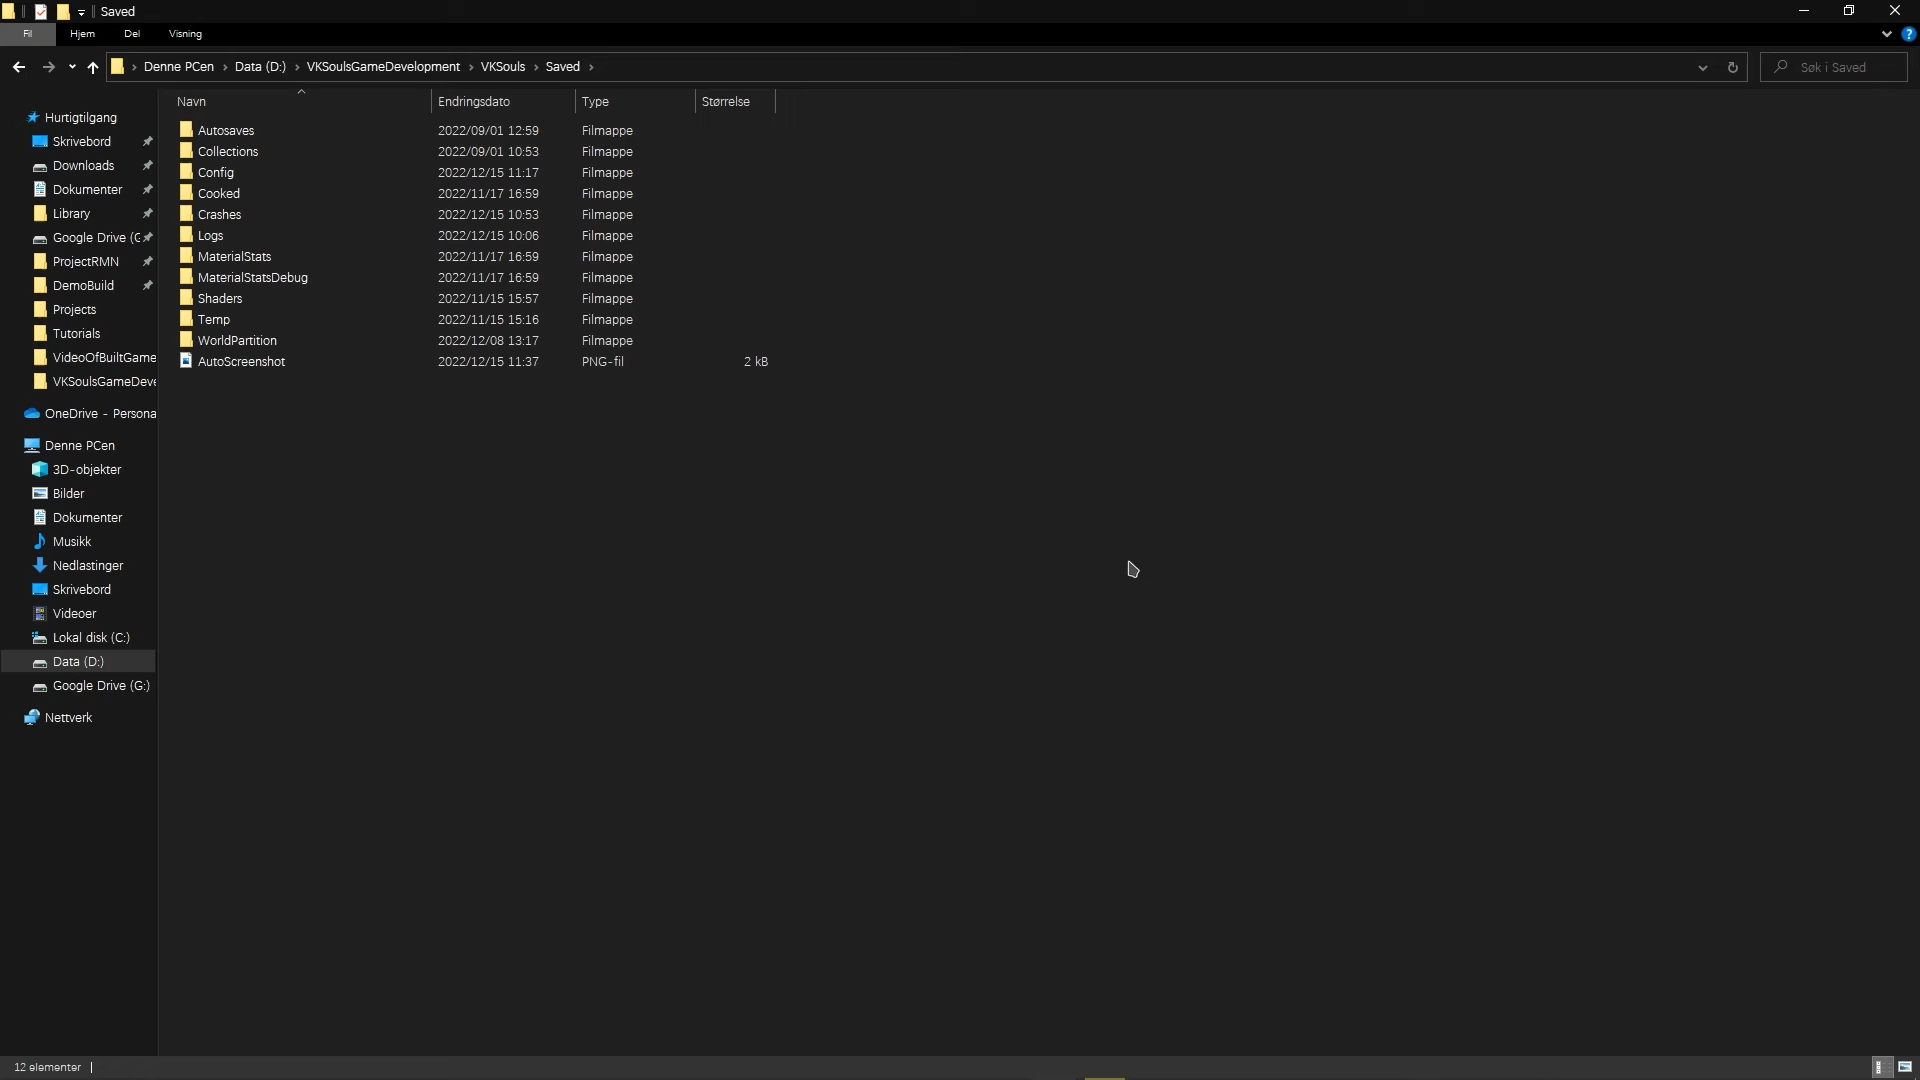 Saved
Fil Hjem Del Visning
Denne PCen › Data (D:) › VKSoulsGameDevelopment › VKSouls › Saved ›
Søk i Saved
Navn Endringsdato Type Størrelse
Autosaves 2022/09/01 12:59 Filmappe
Collections 2022/09/01 10:53 Filmappe
Config 2022/12/15 11:17 Filmappe
Cooked 2022/11/17 16:59 Filmappe
Crashes 2022/12/15 10:53 Filmappe
Logs 2022/12/15 10:06 Filmappe
MaterialStats 2022/11/17 16:59 Filmappe
MaterialStatsDebug 2022/11/17 16:59 Filmappe
Shaders 2022/11/15 15:57 Filmappe
Temp 2022/11/15 15:16 Filmappe
WorldPartition 2022/12/08 13:17 Filmappe
AutoScreenshot 2022/12/15 11:37 PNG-fil 2 kB
Hurtigtilgang
Skrivebord
Downloads
Dokumenter
Library
Google Drive (G
ProjectRMN
DemoBuild
Projects
Tutorials
VideoOfBuiltGame
VKSoulsGameDeve
OneDrive - Persona
Denne PCen
3D-objekter
Bilder
Dokumenter
Musikk
Nedlastinger
Skrivebord
Videoer
Lokal disk (C:)
Data (D:)
Google Drive (G:)
Nettverk
12 elementer